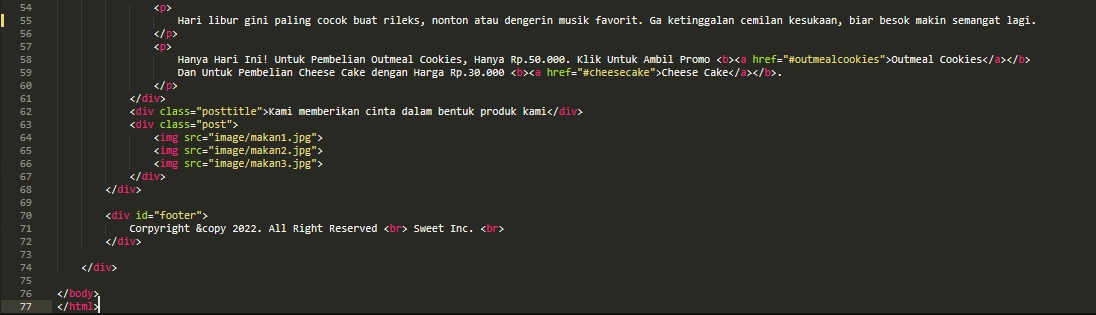 54 <p>
55 Hari libur gini paling cocok buat rileks, nonton atau dengerin musik favorit. Ga ketinggalan cemilan kesukaan, biar besok makin semangat lagi.
56 </p>
57 <p>
58 Hanya Hari Ini! Untuk Pembelian Outmeal Cookies, Hanya Rp.50.000. Klik Untuk Ambil Promo <b><a href="#outmealcookies">Outmeal Cookies</a></b>
59 Dan Untuk Pembelian Cheese Cake dengan Harga Rp.30.000 <b><a href="#cheesecake">Cheese Cake</a></b>.
60 </p>
61 </div>
62 <div class="posttitle">Kami memberikan cinta dalam bentuk produk kami</div>
63 <div class="post">
64 <img src="image/makan1.jpg">
65 <img src="image/makan2.jpg">
66 <img src="image/makan3.jpg">
67 </div>
68 </div>
69
70 <div id="footer">
71 Corpyright &copy 2022. All Right Reserved <br> Sweet Inc. <br>
72 </div>
73
74 </div>
75
76 </body>
77 </html>